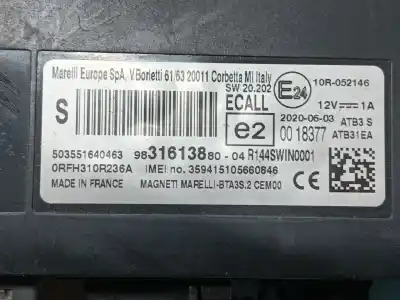 Marelli Europe SpA, V.Borletti 61/63 20011 Corbetta MI Italy
SW 20.202
E24
10R-052146
S
ECALL
12V 1A
e2
2020-06-03 ATB3 S
00 18377 ATB31EA
503551640463 9831613880-04 R144SWIN0001
0RFH310R236A IMEI no. 359415105660846
MADE IN FRANCE MAGNETI MARELLI-BTA3S.2 CEM00
CE